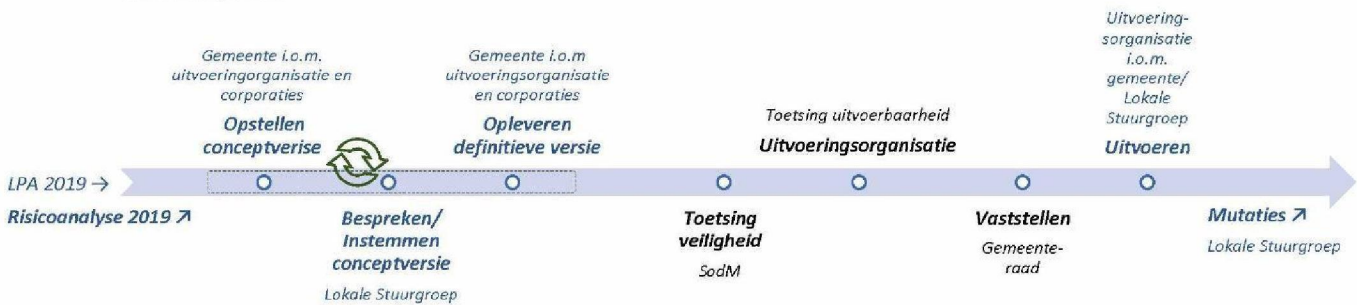 Gemeente i.o.m.
uitvoeringorganisatie en
corporaties
Opstellen
conceptverise
Gemeente i.o.m
uitvoeringsorganisatie
en corporaties
Opleveren
definitieve versie
Toetsing uitvoerbaarheid
Uitvoeringsorganisatie
Uitvoering-
sorganisatie
i.o.m.
gemeente/
Lokale
Stuurgroep
Uitvoeren
LPA 2019 →
Risicoanalyse 2019 ↗
Bespreken/
Instemmen
conceptversie
Lokale Stuurgroep
Toetsing
veiligheid
SodM
Vaststellen
Gemeente-
raad
Mutaties ↗
Lokale Stuurgroep